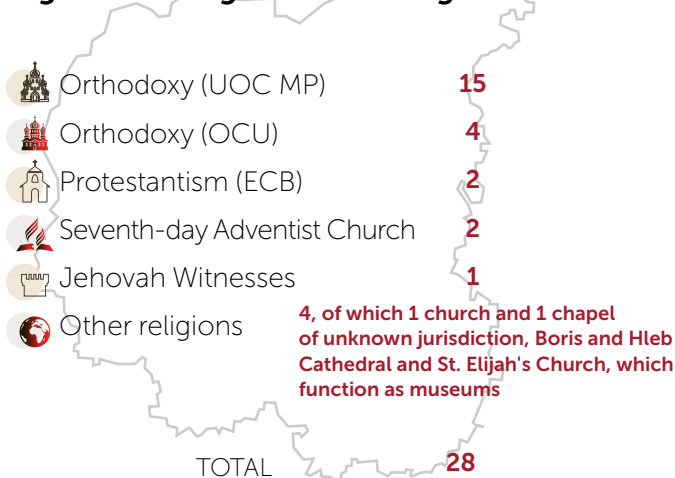 Orthodoxy (UOC MP) 15
Orthodoxy (OCU) 4
Protestantism (ECB) 2
Seventh-day Adventist Church 2
Jehovah Witnesses 1
Other religions
4, of which 1 church and 1 chapel
of unknown jurisdiction, Boris and Hleb
Cathedral and St. Elijah's Church, which
function as museums
TOTAL 28